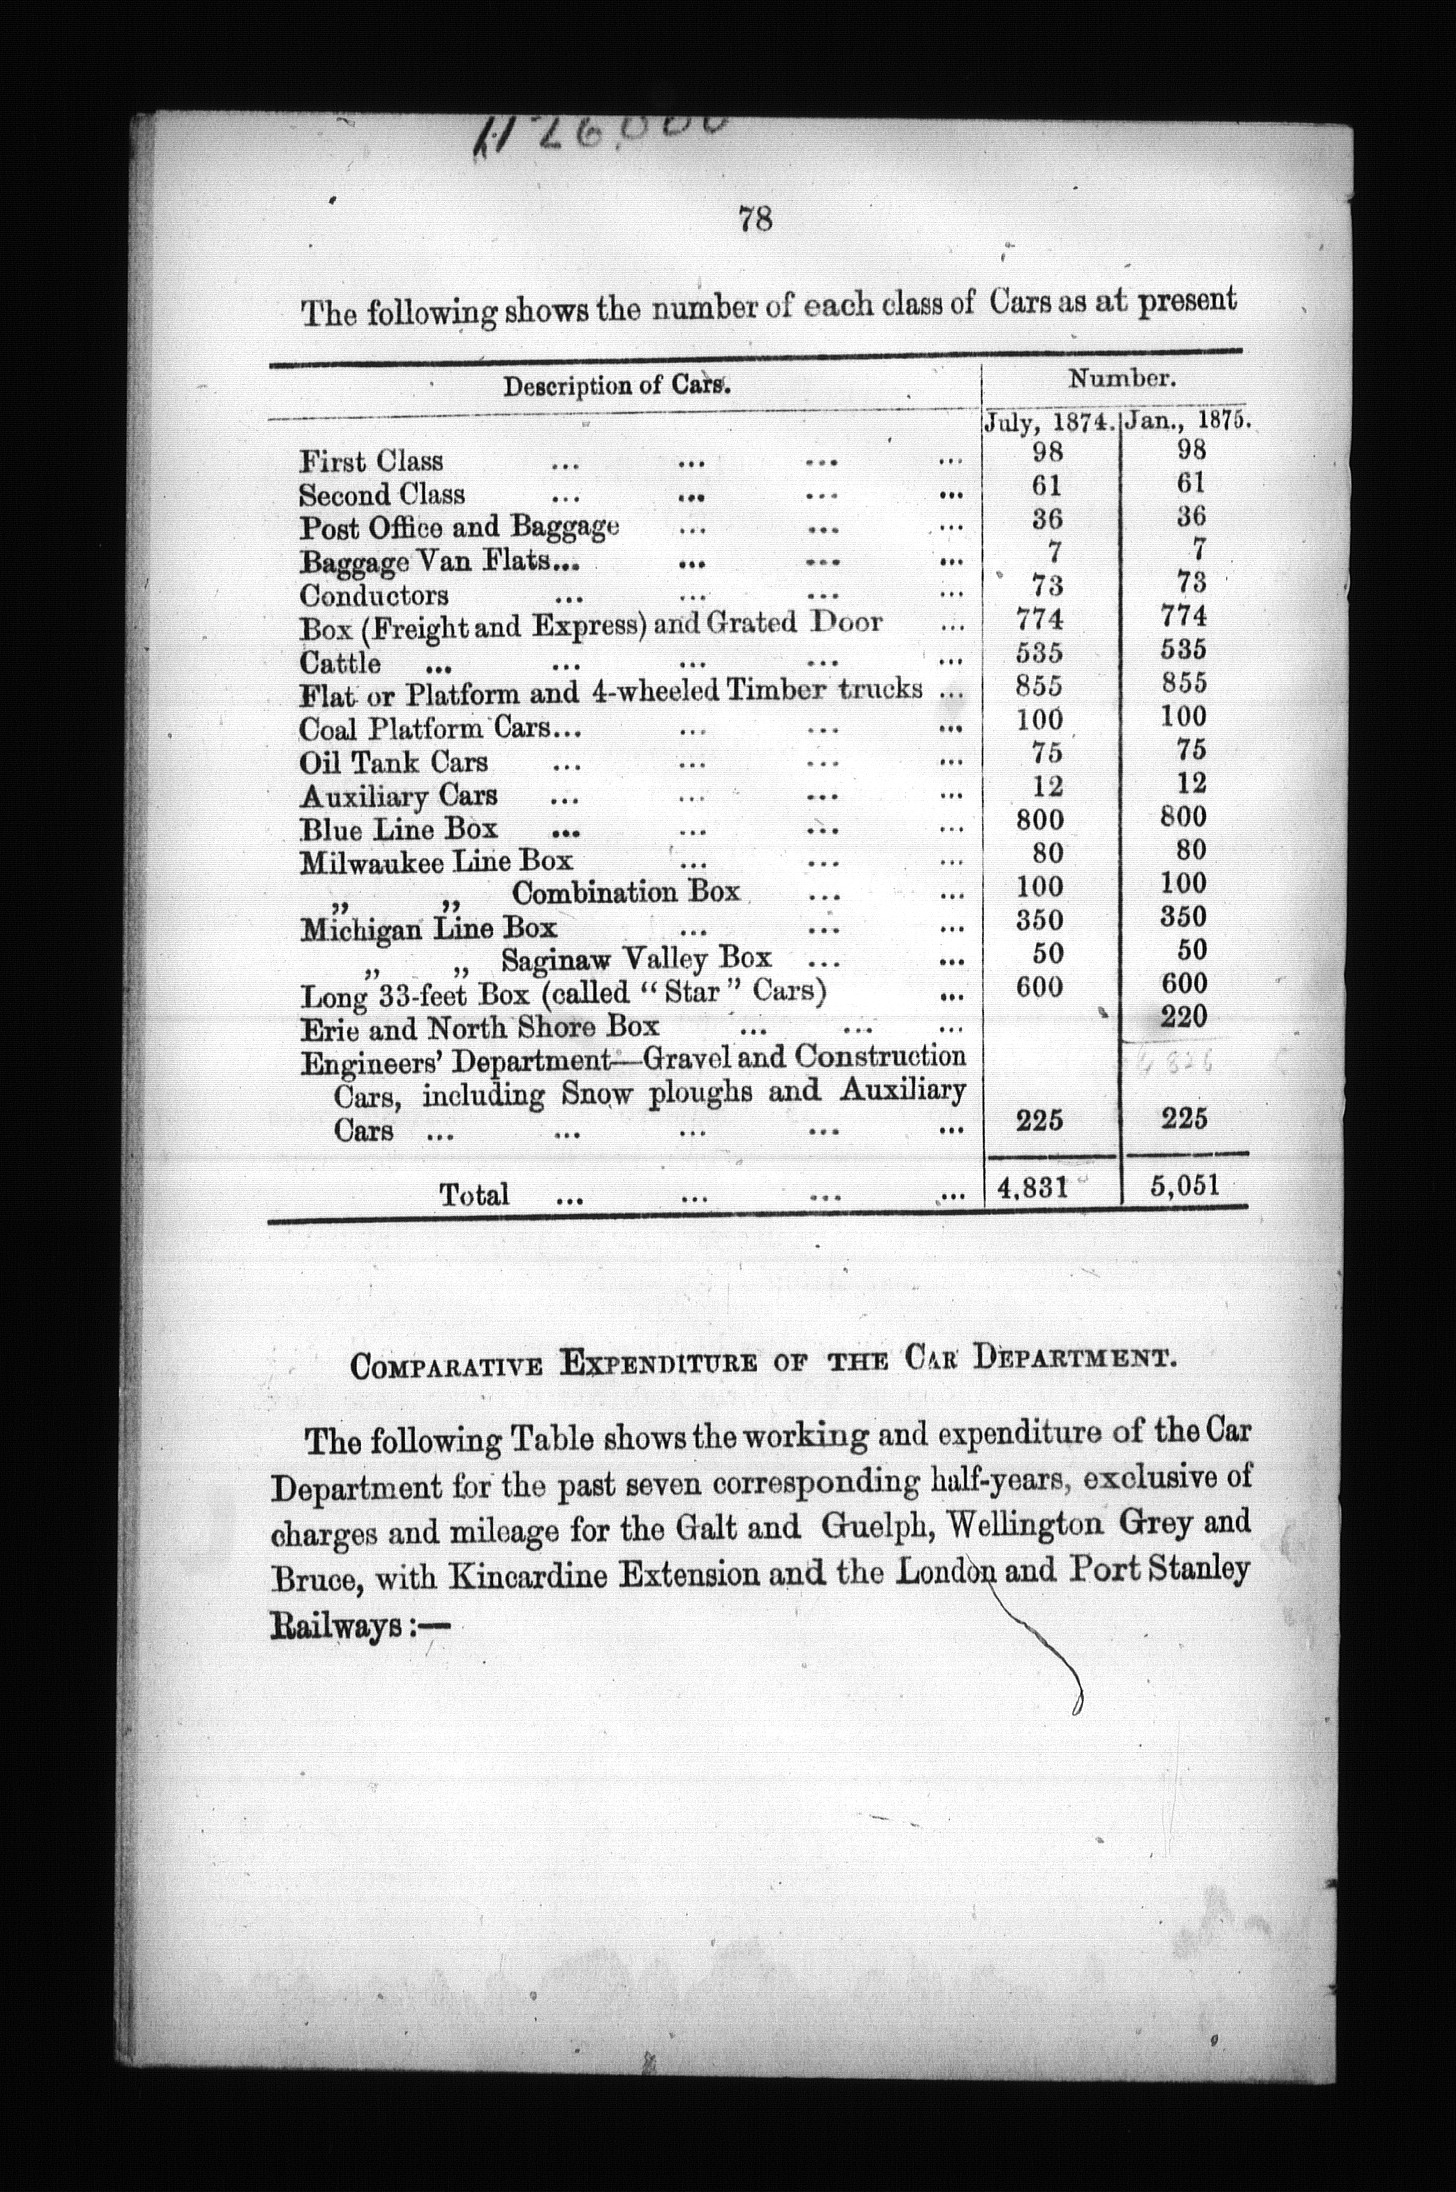 78
The following shows the number of each class of Cars as at present
Description of Cars. Number.
July, 1874. Jan., 1875.
First Class ... ... ... ... 98 98
Second Class ... ... ... ... 61 61
Post Office and Baggage ... ... ... 36 36
Baggage Van Flats... ... ... ... 7 7
Conductors ... ... ... ... 73 73
Box (Freight and Express) and Grated Door ... 774 774
Cattle ... ... ... ... ... 535 535
Flat or Platform and 4-wheeled Timber trucks ... 855 855
Coal Platform Cars... ... ... ... 100 100
Oil Tank Cars ... ... ... ... 75 75
Auxiliary Cars ... ... ... ... 12 12
Blue Line Box ... ... ... ... 800 800
Milwaukee Line Box ... ... ... 80 80
„ „ Combination Box ... ... 100 100
Michigan Line Box ... ... ... 350 350
„ „ Saginaw Valley Box ... ... 50 50
Long 33-feet Box (called “Star” Cars) ... 600 600
Erie and North Shore Box ... ... ... 220
4826
Engineers’ Department—Gravel and Construction
Cars, including Snow ploughs and Auxiliary
Cars ... ... ... ... ... 225 225
Total ... ... ... ... 4,831 5,051
COMPARATIVE EXPENDITURE OF THE CAR DEPARTMENT.
The following Table shows the working and expenditure of the Car
Department for the past seven corresponding half-years, exclusive of
charges and mileage for the Galt and Guelph, Wellington Grey and
Bruce, with Kincardine Extension and the London and Port Stanley
Railways :—